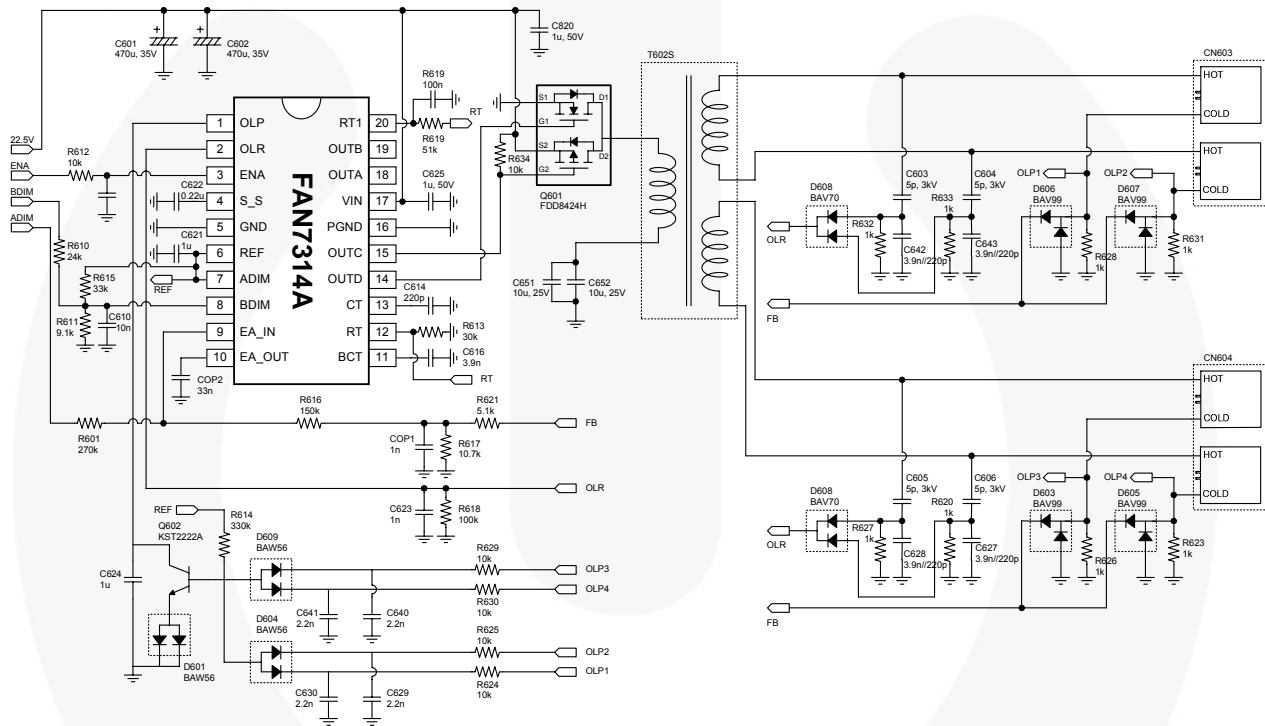 C601
470u, 35V
C602
470u, 35V
C820
1u, 50V
T602S
CN603
HOT
COLD
HOT
COLD
R619
100n
RT
R619
51k
S1
D1
G1
S2
D2
G2
Q601
FDD8424H
R634
10k
FAN7314A
1 OLP
2 OLR
3 ENA
4 S_S
5 GND
6 REF
7 ADIM
8 BDIM
9 EA_IN
10 EA_OUT
RT1 20
OUTB 19
OUTA 18
VIN 17
PGND 16
OUTC 15
OUTD 14
CT 13
RT 12
BCT 11
22.5V
ENA
BDIM
ADIM
R612
10k
C622
0.22u
C621
1u
R610
24k
R615
33k
REF
R611
9.1k
C610
10n
COP2
33n
C625
1u, 50V
C614
220p
R613
30k
C616
3.9n
RT
C651
10u, 25V
C652
10u, 25V
C603
5p, 3kV
C604
5p, 3kV
D608
BAV70
R633
1k
OLR
R632
1k
C642
3.9n//220p
C643
3.9n//220p
OLP1
D606
BAV99
OLP2
D607
BAV99
R628
1k
R631
1k
FB
CN604
HOT
COLD
HOT
COLD
C605
5p, 3kV
C606
5p, 3kV
D608
BAV70
R620
1k
OLR
R627
1k
C628
3.9n//220p
C627
3.9n//220p
OLP3
D603
BAV99
OLP4
D605
BAV99
R626
1k
R623
1k
FB
R601
270k
R616
150k
R621
5.1k
FB
COP1
1n
R617
10.7k
OLR
C623
1n
R618
100k
REF
R614
330k
Q602
KST2222A
D609
BAW56
R629
10k
OLP3
OLP4
R630
10k
C624
1u
C641
2.2n
C640
2.2n
D604
BAW56
R625
10k
OLP2
OLP1
R624
10k
D601
BAW56
C630
2.2n
C629
2.2n